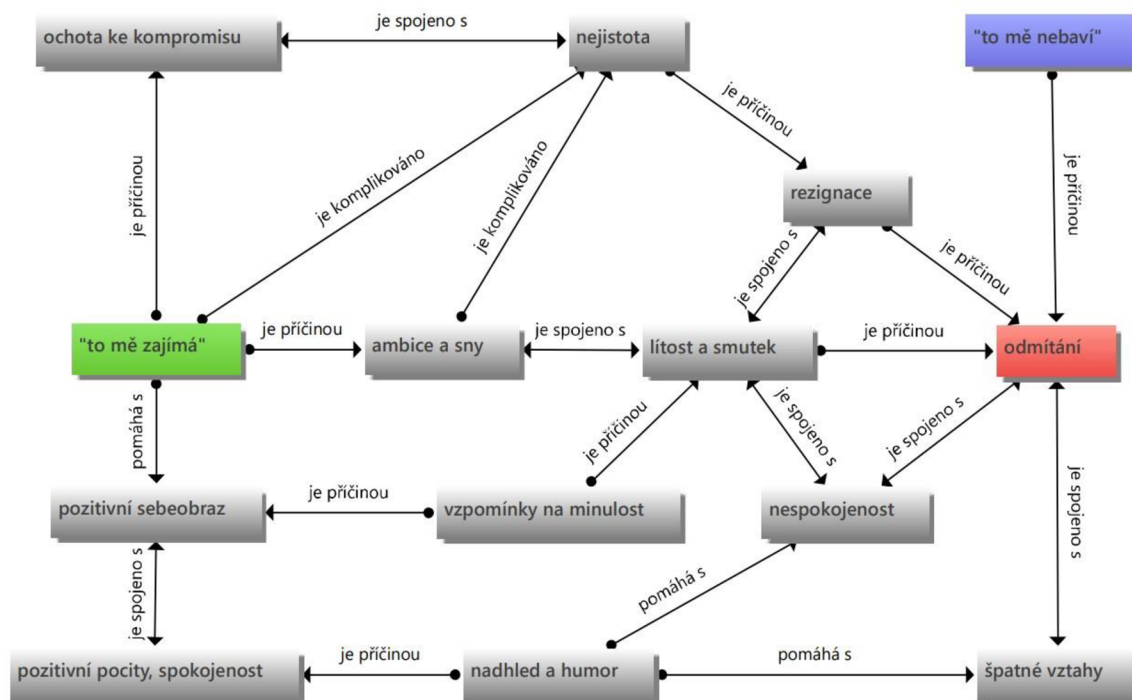 je spojeno s
ochota ke kompromisu
nejistota
"to mě nebaví"
je příčinou
je komplikováno
je komplikováno
je příčinou
je příčinou
rezignace
je spojeno s
je příčinou
"to mě zajímá"
je příčinou
ambice a sny
je spojeno s
lítost a smutek
je příčinou
odmítání
pomáhá s
je příčinou
je spojeno s
je spojeno s
je spojeno s
pozitivní sebeobraz
je příčinou
vzpomínky na minulost
nespokojenost
je spojeno s
pomáhá s
pozitivní pocity, spokojenost
je příčinou
nadhled a humor
pomáhá s
špatné vztahy